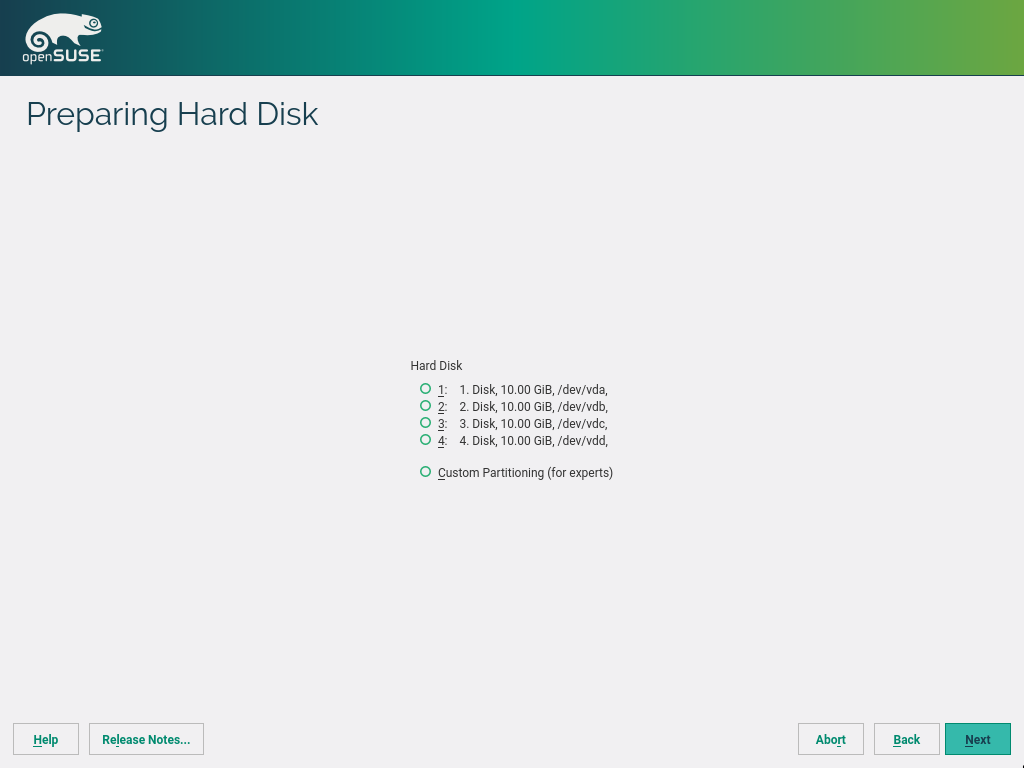 openSUSE
Preparing Hard Disk
Hard Disk
1: 1. Disk, 10.00 GiB, /dev/vda,
2: 2. Disk, 10.00 GiB, /dev/vdb,
3: 3. Disk, 10.00 GiB, /dev/vdc,
4: 4. Disk, 10.00 GiB, /dev/vdd,
Custom Partitioning (for experts)
Help Release Notes... Abort Back Next